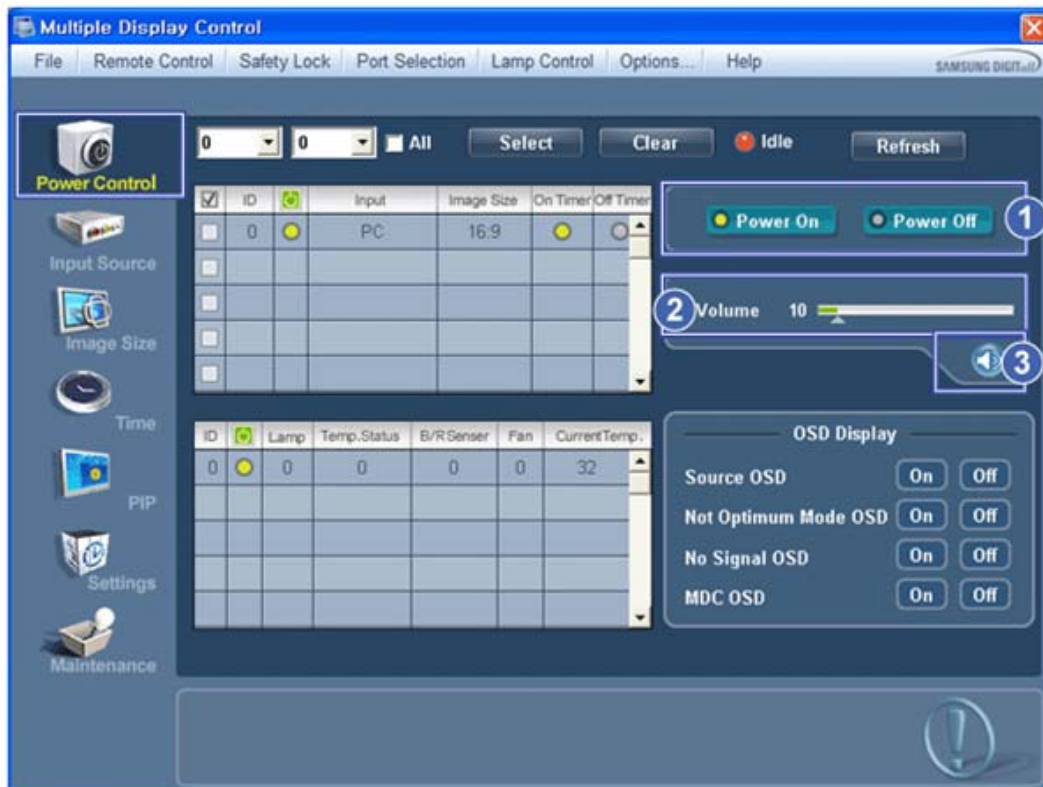 Multiple Display Control
File Remote Control Safety Lock Port Selection Lamp Control Options... Help
SAMSUNG DIGITall
0 0 All Select Clear Idle Refresh
Power Control
Input Source
Image Size
Time
PIP
Settings
Maintenance
ID Input Image Size On Timer Off Timer
0 PC 16:9
Power On Power Off 1
2 Volume 10
3
ID Lamp Temp.Status B/RSenser Fan CurrentTemp.
0 0 0 0 0 32
OSD Display
Source OSD On Off
Not Optimum Mode OSD On Off
No Signal OSD On Off
MDC OSD On Off